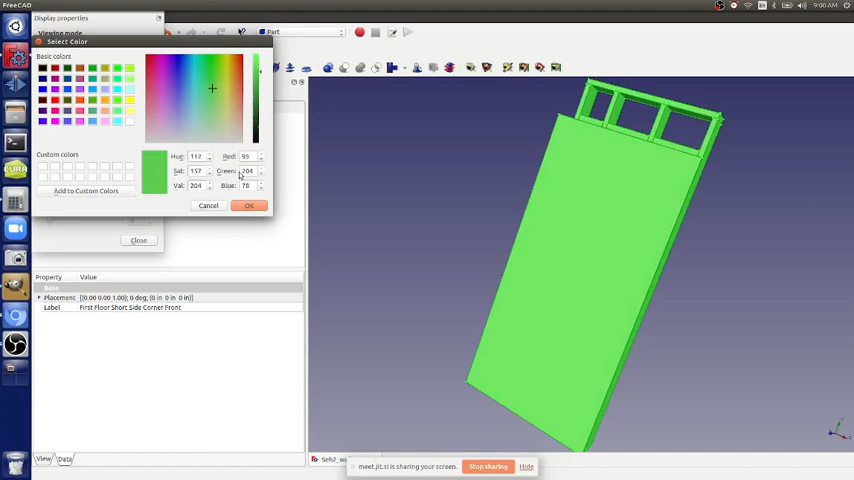 FreeCAD
9:00 AM
Display properties
Viewing mode
Part
Select Color
Basic colors
Custom colors
Hue: 112
Red: 95
Sat: 157
Green: 204
Val: 204
Blue: 78
Add to Custom Colors
Cancel
OK
Close
Property
Value
Base
Placement
[(0.00 0.00 1.00); 0 deg; (0 in 0 in 0 in)]
Label
First Floor Short Side Corner Front
View
Data
meet.jit.si is sharing your screen.
Stop sharing
Hide